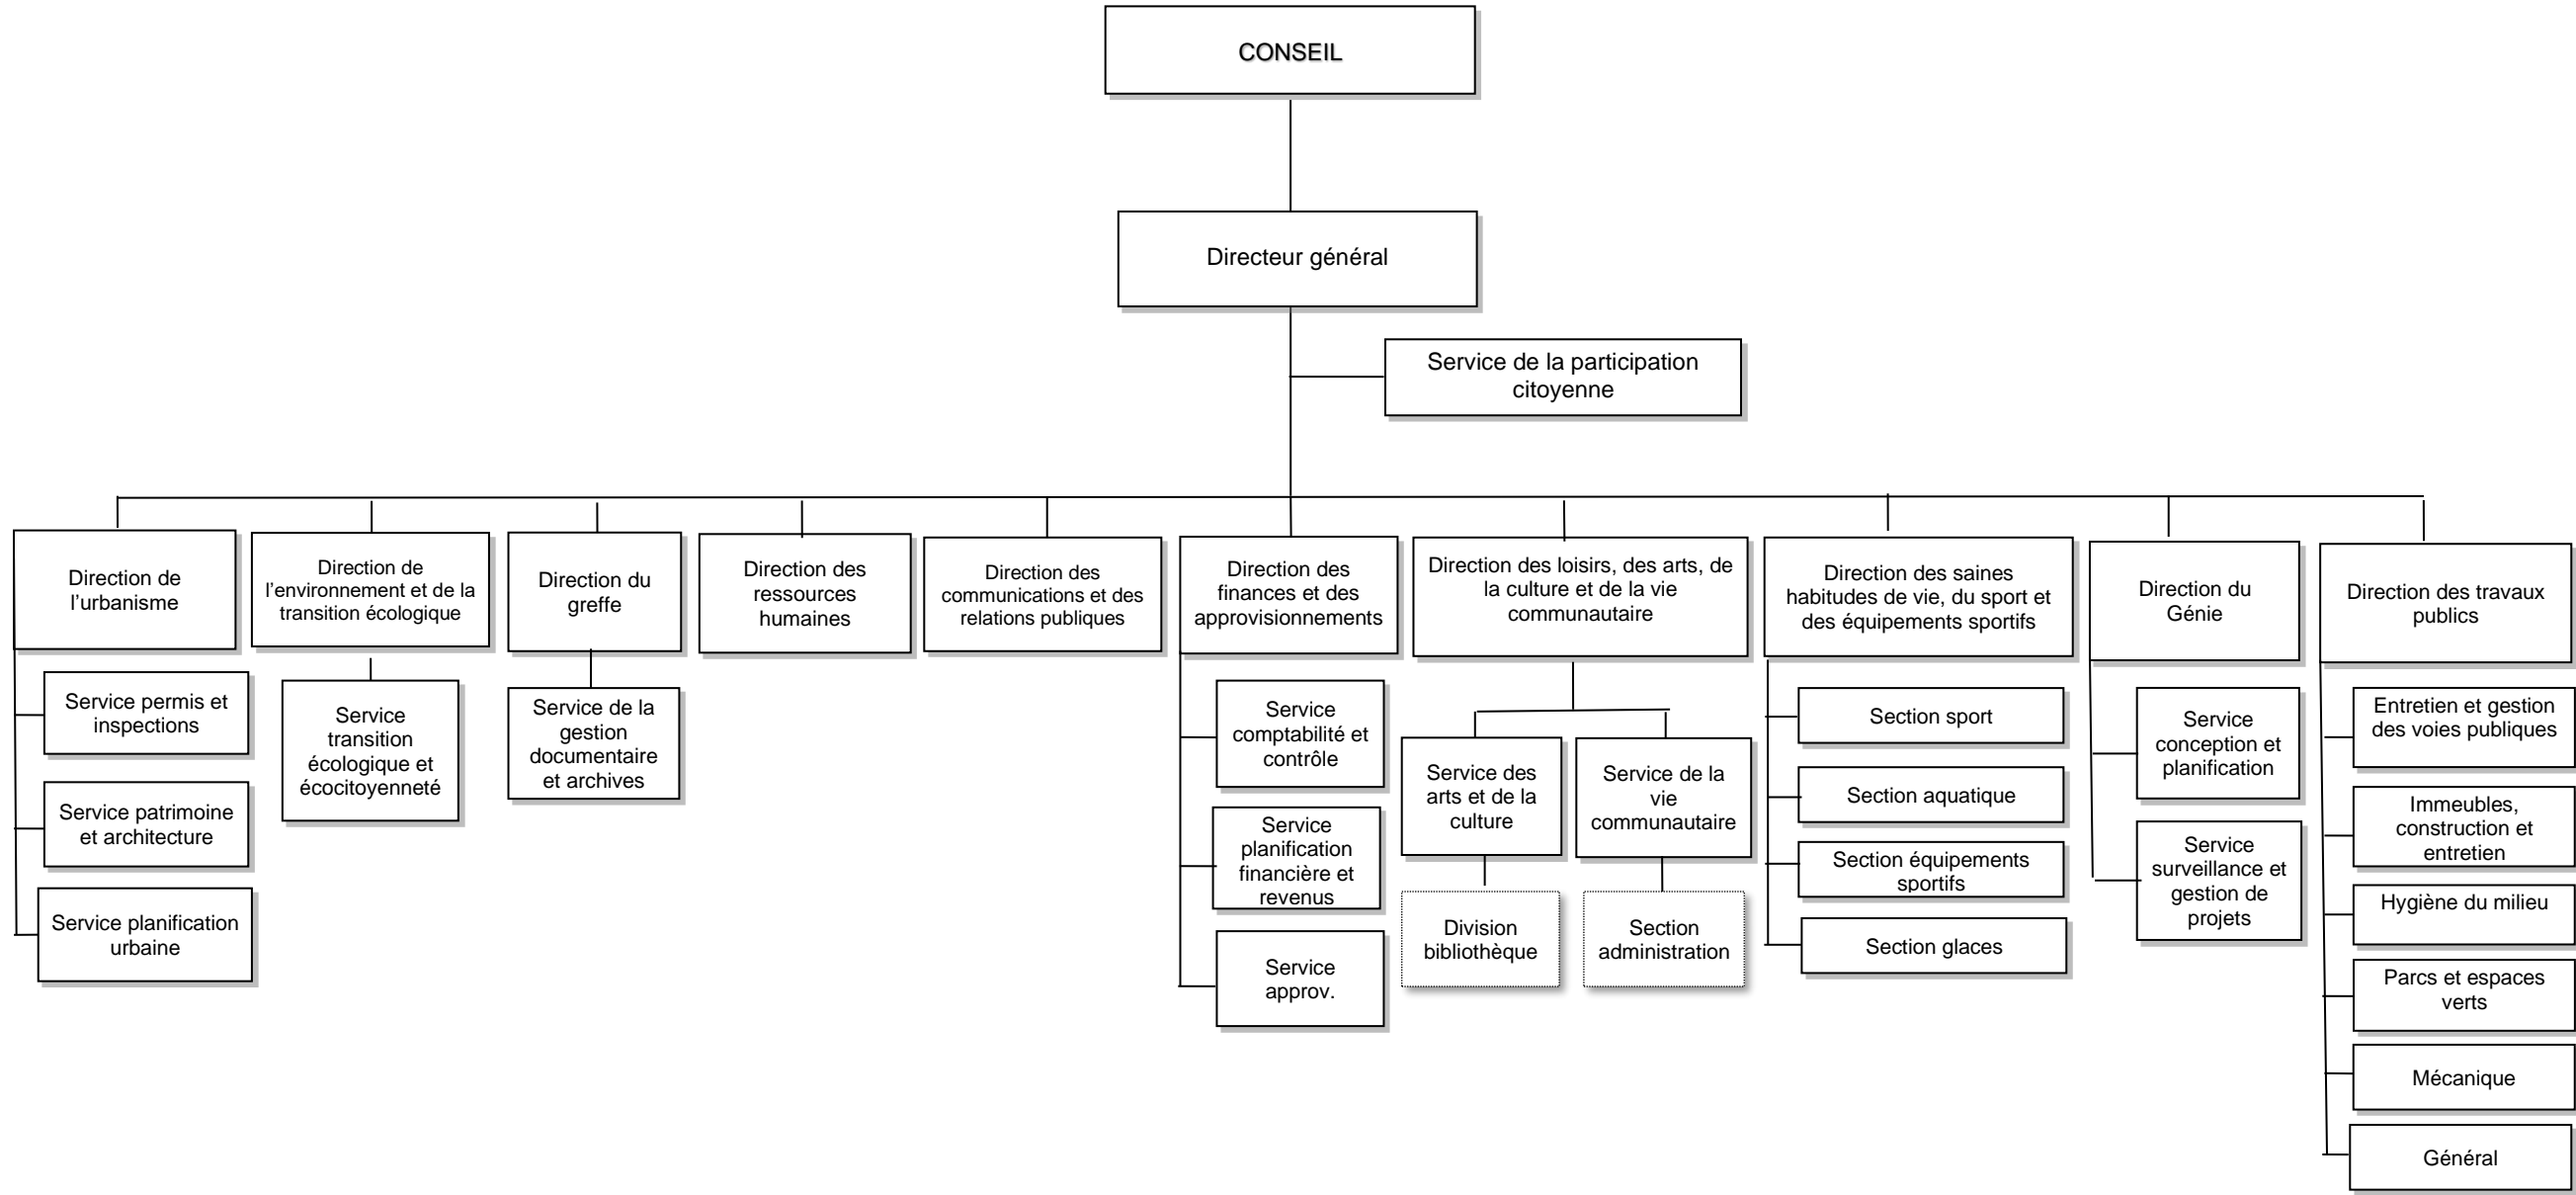 CONSEIL
Directeur général
Service de la participation
citoyenne
Direction de
l'urbanisme
Service permis et
inspections
Service patrimoine
et architecture
Service planification
urbaine
Direction de
l'environnement et de la
transition écologique
Service
transition
écologique et
écocitoyenneté
Direction du
greffe
Service de la
gestion
documentaire
et archives
Direction des
ressources
humaines
Direction des
communications et des
relations publiques
Direction des
finances et des
approvisionnements
Service
comptabilité et
contrôle
Service
planification
financière et
revenus
Service
approv.
Direction des loisirs, des arts, de
la culture et de la vie
communautaire
Service des
arts et de la
culture
Division
bibliothèque
Service de la
vie
communautaire
Section
administration
Direction des saines
habitudes de vie, du sport et
des équipements sportifs
Section sport
Section aquatique
Section équipements
sportifs
Section glaces
Direction du
Génie
Service
conception et
planification
Service
surveillance et
gestion de
projets
Direction des travaux
publics
Entretien et gestion
des voies publiques
Immeubles,
construction et
entretien
Hygiène du milieu
Parcs et espaces
verts
Mécanique
Général